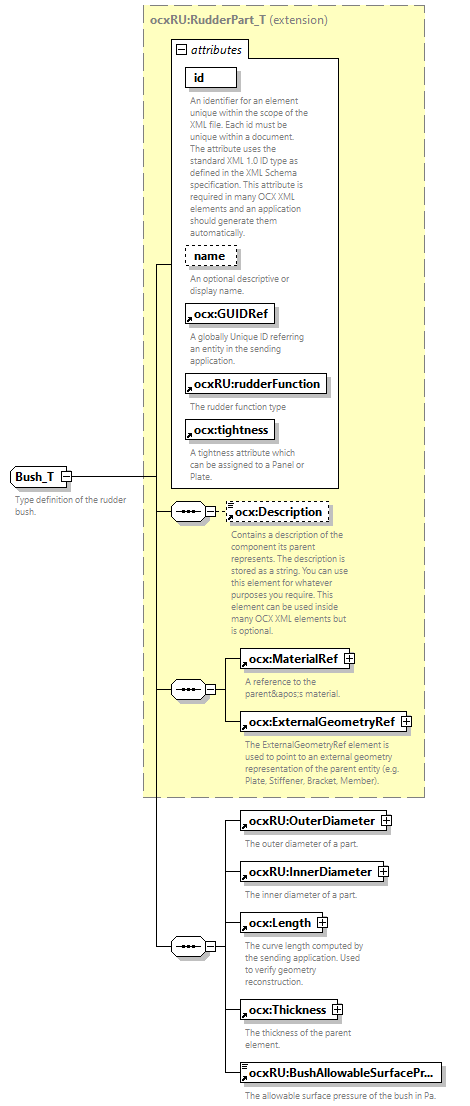 ocxRU:RudderPart_T (extension)
attributes
id
An identifier for an element
unique within the scope of the
XML file. Each id must be
unique within a document.
The attribute uses the
standard XML 1.0 ID type as
defined in the XML Schema
specification. This attribute is
required in many OCX XML
elements and an application
should generate them
automatically.
name
An optional descriptive or
display name.
ocx:GUIDRef
A globally Unique ID referring
an entity in the sending
application.
ocxRU:rudderFunction
The rudder function type
ocx:tightness
A tightness attribute which
can be assigned to a Panel or
Plate.
Bush_T
Type definition of the rudder
bush.
ocx:Description
Contains a description of the
component its parent
represents. The description is
stored as a string. You can use
this element for whatever
purposes you require. This
element can be used inside
many OCX XML elements but
is optional.
ocx:MaterialRef
A reference to the
parent&apos;s material.
ocx:ExternalGeometryRef
The ExternalGeometryRef element is
used to point to an external geometry
representation of the parent entity (e.g.
Plate, Stiffener, Bracket, Member).
ocxRU:OuterDiameter
The outer diameter of a part.
ocxRU:InnerDiameter
The inner diameter of a part.
ocx:Length
The curve length computed by
the sending application. Used
to verify geometry
reconstruction.
ocx:Thickness
The thickness of the parent
element.
ocxRU:BushAllowableSurfacePr...
The allowable surface pressure of the bush in Pa.